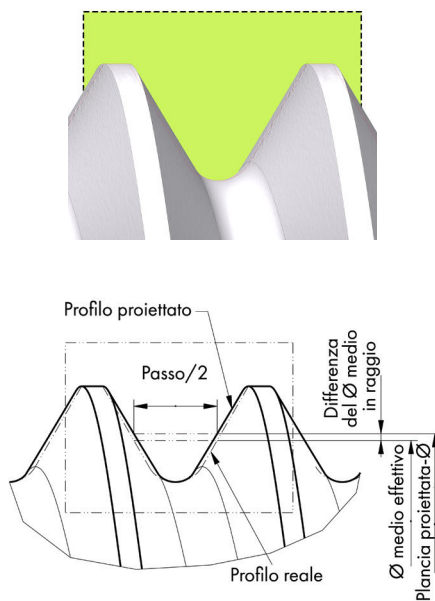 Profilo proiettato
Passo/2
Differenza
del Ø medio
in raggio
Ø medio effettivo
Plancia proiettata-Ø
Profilo reale